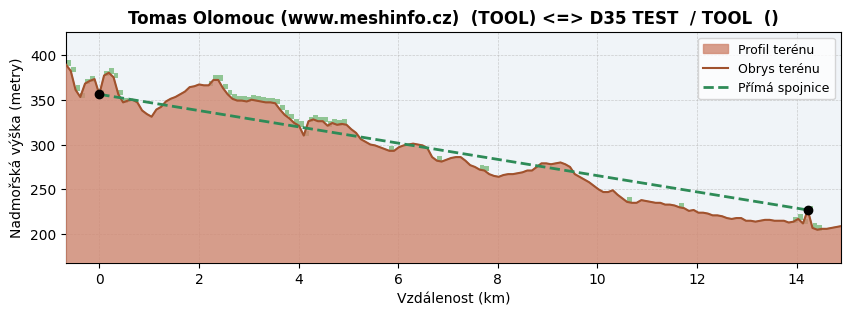 Tomas Olomouc (www.meshinfo.cz)  (TOOL) <=> D35 TEST  / TOOL  ()
Nadmořská výška (metry)
400
350
300
250
200
Profil terénu
Obrys terénu
Přímá spojnice
0 2 4 6 8 10 12 14
Vzdálenost (km)